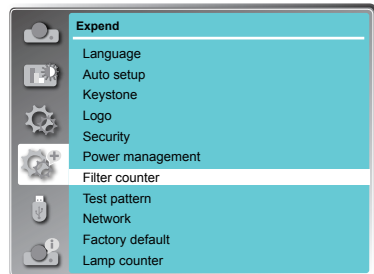 Expend
Language
Auto setup
Keystone
Logo
Security
Power management
Filter counter
Test pattern
Network
Factory default
Lamp counter